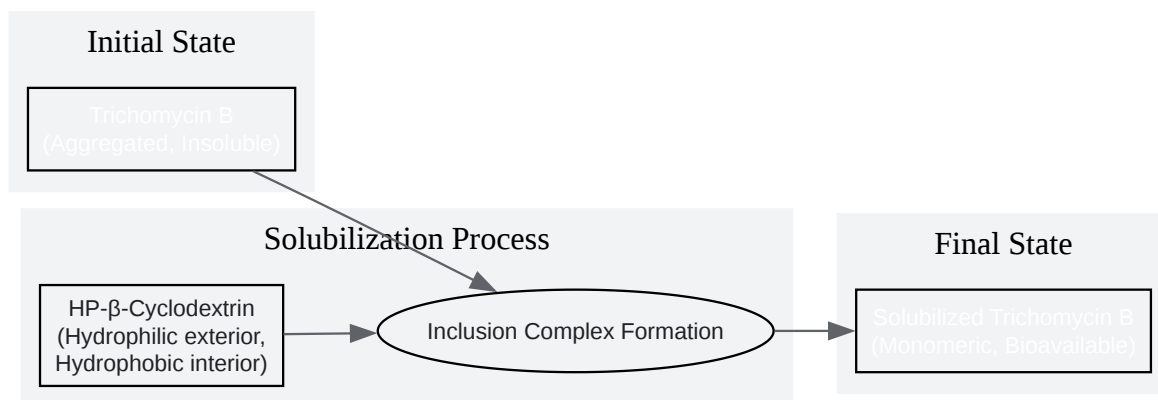 Initial State
Trichomycin B
(Aggregated, Insoluble)
Solubilization Process
HP-β-Cyclodextrin
(Hydrophilic exterior,
Hydrophobic interior)
Inclusion Complex Formation
Final State
Solubilized Trichomycin B
(Monomeric, Bioavailable)